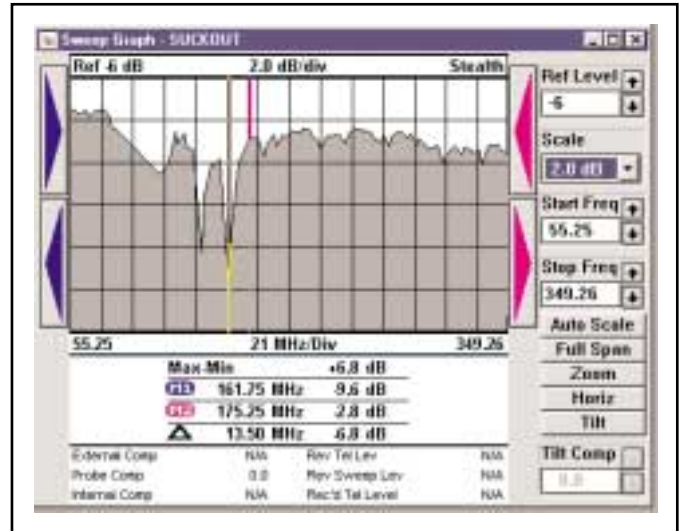 Sweep Graph - SUCKOUT
Ref -6 dB 2.0 dB/div Stealth
Ref Level
-6
Scale
2.0 dB
Start Freq
55.25
Stop Freq
349.26
Auto Scale
Full Span
Zoom
Horiz
Tilt
Tilt Comp
0.0
55.25 21 MHz/Div 349.26
Max-Min +6.8 dB
M1 161.75 MHz -9.6 dB
M2 175.25 MHz -2.8 dB
Δ 13.50 MHz -6.8 dB
External Comp N/A Rev Tel Lev N/A
Probe Comp 0.0 Rev Sweep Lev N/A
Internal Comp N/A Rec'd Tel Level N/A